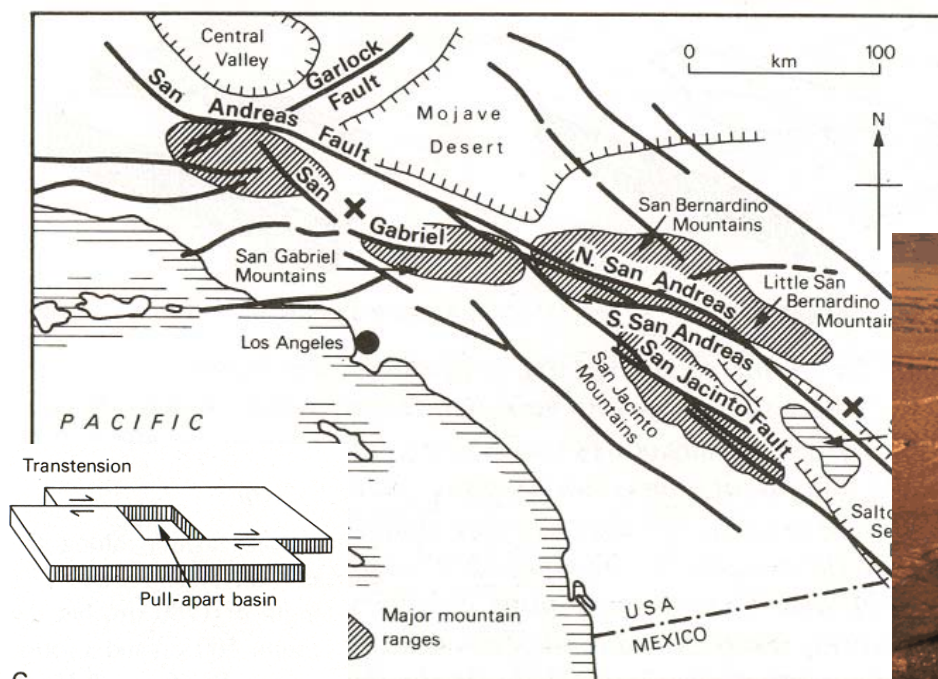 Central
Valley
Garlock
Fault
San Andreas Fault
Mojave
Desert
0 100
km
N
San Gabriel
San Bernardino
Mountains
San Gabriel
Mountains
N. San Andreas
Little San
Bernardino
S. San Andreas
San Jacinto Fault
San Jacinto
Mountains
Los Angeles
PACIFIC
Transtension
Pull-apart basin
Major mountain
ranges
USA
MEXICO